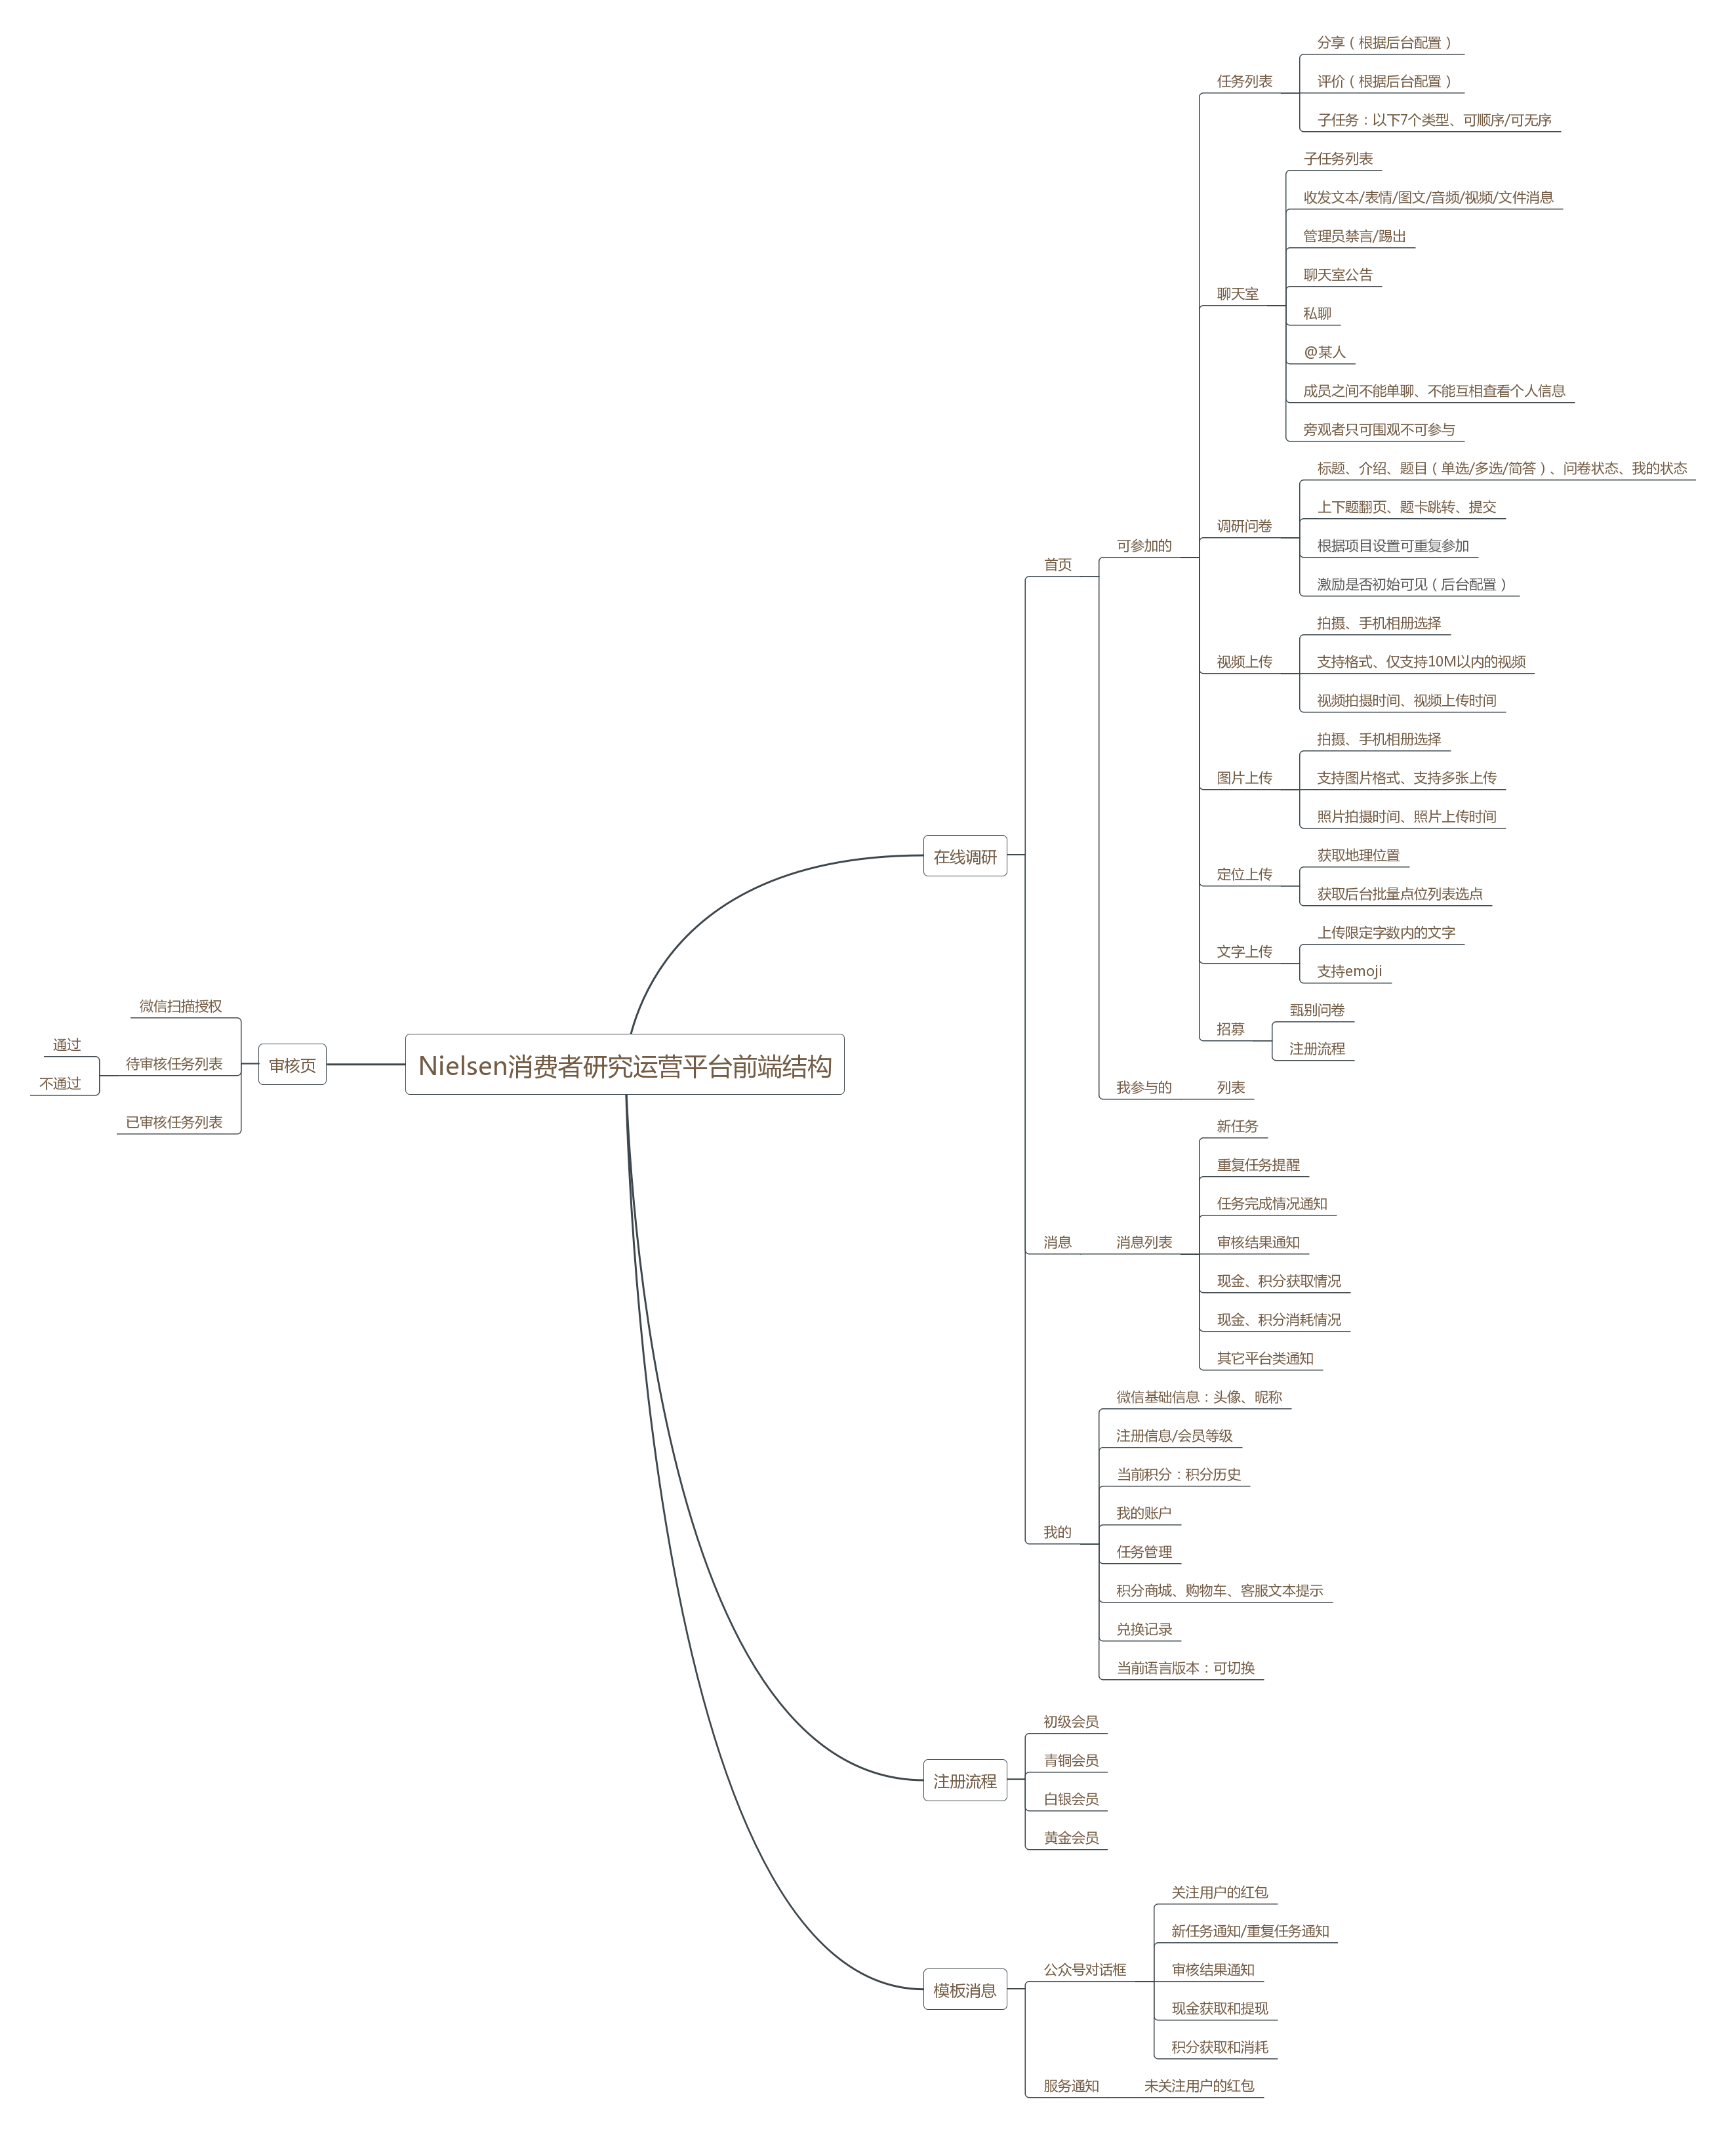 Nielsen消费者研究运营平台前端结构
在线调研
首页
可参加的
任务列表
分享（根据后台配置）
评价（根据后台配置）
子任务：以下7个类型、可顺序/可无序
聊天室
子任务列表
收发文本/表情/图文/音频/视频/文件消息
管理员禁言/踢出
聊天室公告
私聊
@某人
成员之间不能单聊、不能互相查看个人信息
旁观者只可围观不可参与
调研问卷
标题、介绍、题目（单选/多选/简答）、问卷状态、我的状态
上下题翻页、题卡跳转、提交
根据项目设置可重复参加
激励是否初始可见（后台配置）
视频上传
拍摄、手机相册选择
支持格式、仅支持10M以内的视频
视频拍摄时间、视频上传时间
图片上传
拍摄、手机相册选择
支持图片格式、支持多张上传
照片拍摄时间、照片上传时间
定位上传
获取地理位置
获取后台批量点位列表选点
文字上传
上传限定字数内的文字
支持emoji
招募
甄别问卷
注册流程
我参与的
列表
消息
消息列表
新任务
重复任务提醒
任务完成情况通知
审核结果通知
现金、积分获取情况
现金、积分消耗情况
其它平台类通知
我的
微信基础信息：头像、昵称
注册信息/会员等级
当前积分：积分历史
我的账户
任务管理
积分商城、购物车、客服文本提示
兑换记录
当前语言版本：可切换
注册流程
初级会员
青铜会员
白银会员
黄金会员
模板消息
公众号对话框
关注用户的红包
新任务通知/重复任务通知
审核结果通知
现金获取和提现
积分获取和消耗
服务通知
未关注用户的红包
审核页
微信扫描授权
待审核任务列表
通过
不通过
已审核任务列表